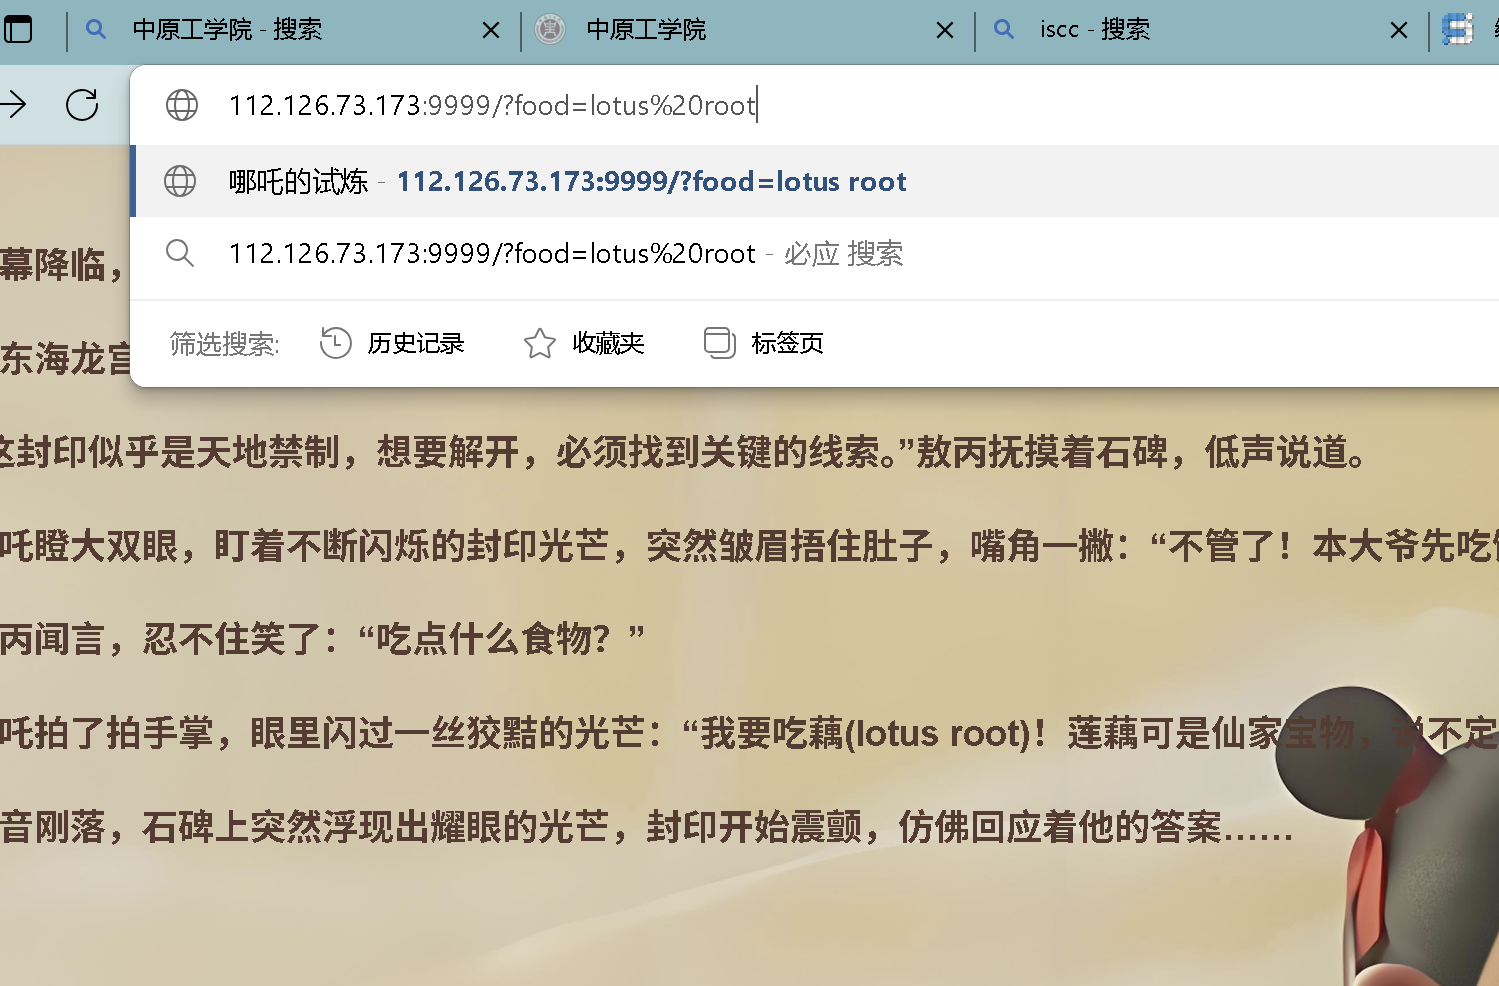 中原工学院 - 搜索
中原工学院
iscc - 搜索
112.126.73.173:9999/?food=lotus%20root
哪吒的试炼 - 112.126.73.173:9999/?food=lotus root
112.126.73.173:9999/?food=lotus%20root - 必应 搜索
筛选搜索: 历史记录 收藏夹 标签页
幕降临，
东海龙宫
这封印似乎是天地禁制，想要解开，必须找到关键的线索。”敖丙抚摸着石碑，低声说道。
吒瞪大双眼，盯着不断闪烁的封印光芒，突然皱眉捂住肚子，嘴角一撇：“不管了！本大爷先吃
丙闻言，忍不住笑了：“吃点什么食物？”
吒拍了拍手掌，眼里闪过一丝狡黠的光芒：“我要吃藕(lotus root)！莲藕可是仙家宝物，说不定
音刚落，石碑上突然浮现出耀眼的光芒，封印开始震颤，仿佛回应着他的答案……